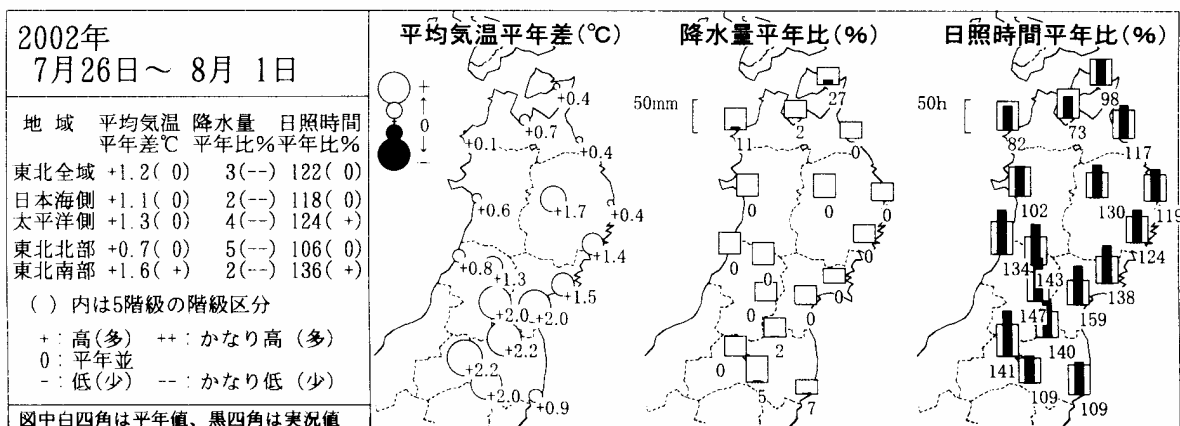 2002年
7月26日～ 8月 1日
地 域 平均気温 降水量 日照時間
平年差℃ 平年比% 平年比%
東北全域 +1.2( 0) 3(--) 122( 0)
日本海側 +1.1( 0) 2(--) 118( 0)
太平洋側 +1.3( 0) 4(--) 124( +)
東北北部 +0.7( 0) 5(--) 106( 0)
東北南部 +1.6( +) 2(--) 136( +)
( ) 内は5階級の階級区分
+ : 高(多) ++ : かなり高 (多)
0 : 平年並
- : 低(少) -- : かなり低 (少)
図中白四角は平年値、黒四角は実況値
平均気温平年差(℃)
+
↑
0
↓
-
+0.4
+0.7
+0.1
+0.4
+1.7
+0.6
+0.4
+1.4
+0.8
+1.3
+1.5
+2.0
+2.0
+2.2
+2.2
+2.0
+0.9
降水量平年比(%)
50mm
27
2
11
0
0
0
0
0
0
0
0
0
0
2
0
5
7
日照時間平年比(%)
50h
98
73
82
117
102
130
119
124
134
143
138
147
159
140
141
109
109